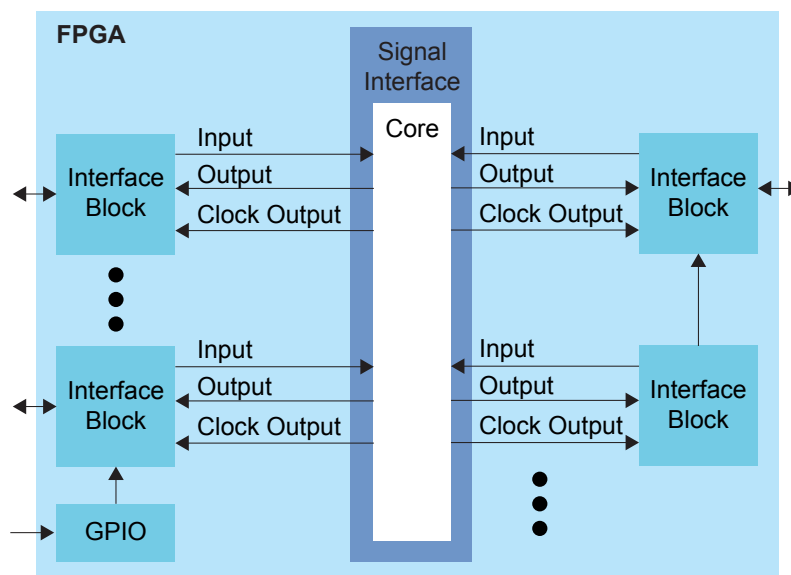 FPGA
Signal
Interface
Core
Input
Output
Clock Output
Interface
Block
Input
Output
Clock Output
Interface
Block
Input
Output
Clock Output
Interface
Block
Input
Output
Clock Output
Interface
Block
GPIO